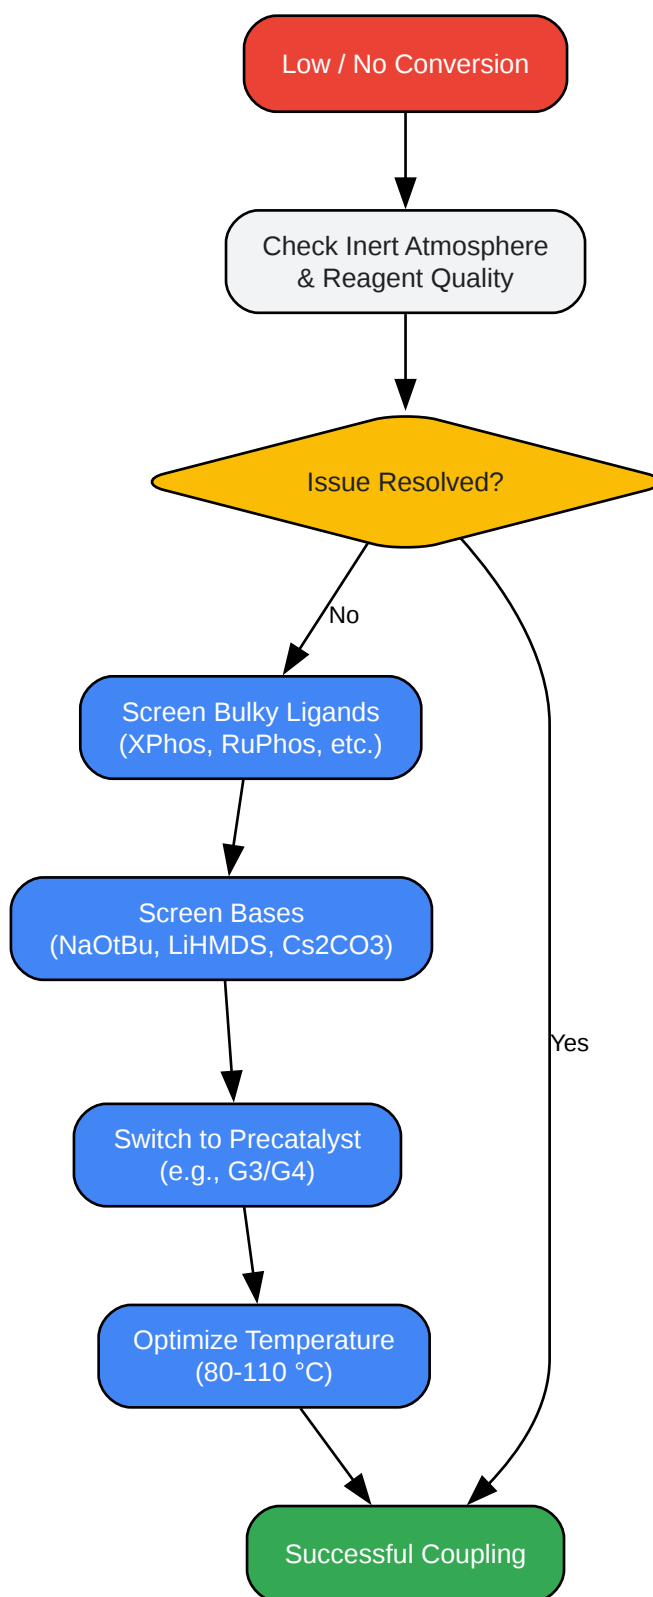 Low / No Conversion
Check Inert Atmosphere
& Reagent Quality
Issue Resolved?
No
Screen Bulky Ligands
(XPhos, RuPhos, etc.)
Screen Bases
(NaOtBu, LiHMDS, Cs2CO3)
Yes
Switch to Precatalyst
(e.g., G3/G4)
Optimize Temperature
(80-110 °C)
Successful Coupling